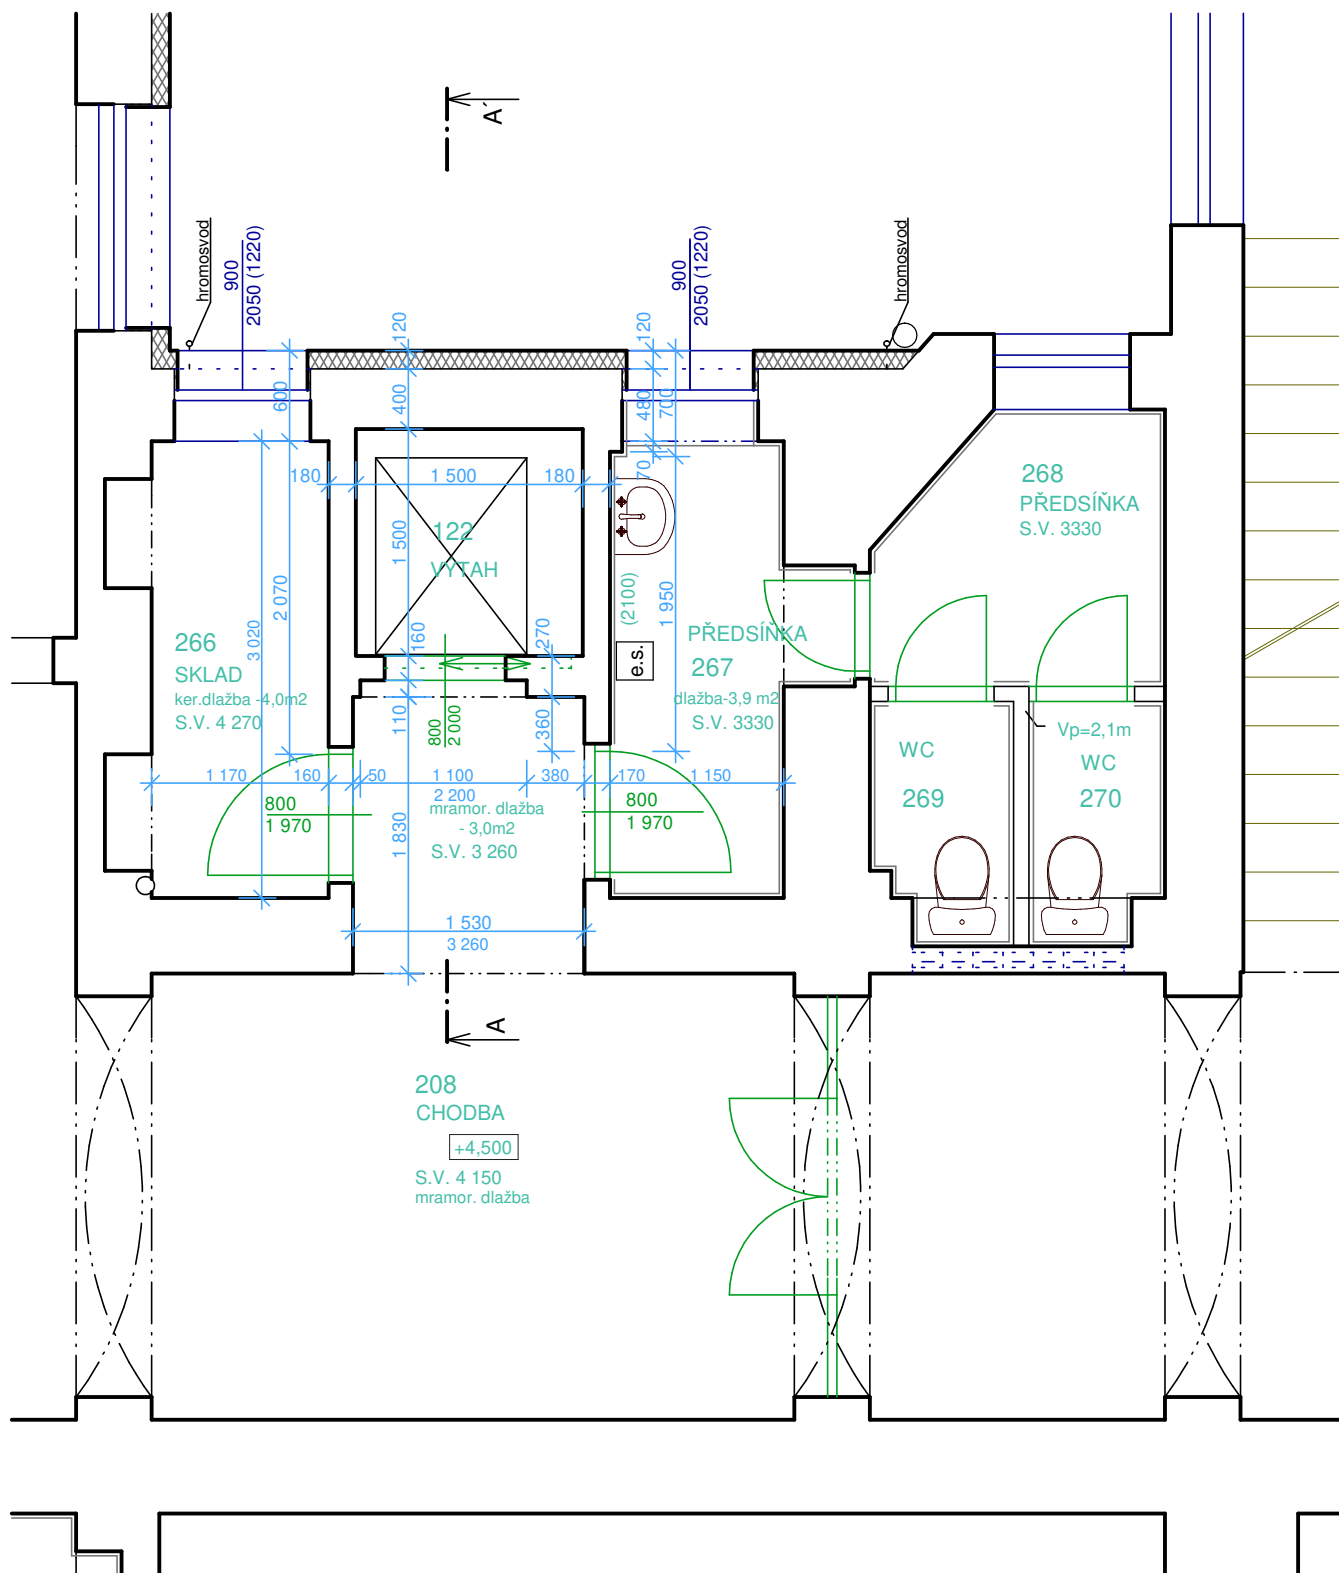 A´
hromosvod
900
2050 (1220)
120
900
2050 (1220)
120
hromosvod
600
400
480
700
70
180
1 500
180
268
PŘEDSÍŇKA
S.V. 3330
122
VÝTAH
1 500
2 070
3 020
160
270
(2100)
1 950
e.s.
PŘEDSÍŇKA
267
dlažba-3,9 m2
S.V. 3330
266
SKLAD
ker.dlažba -4,0m2
S.V. 4 270
110
800
2 000
360
Vp=2,1m
WC
269
WC
270
1 170
160
50
1 100
380
170
1 150
2 200
800
1 970
mramor. dlažba
- 3,0m2
S.V. 3 260
800
1 970
1 830
1 530
3 260
A
208
CHODBA
+4,500
S.V. 4 150
mramor. dlažba